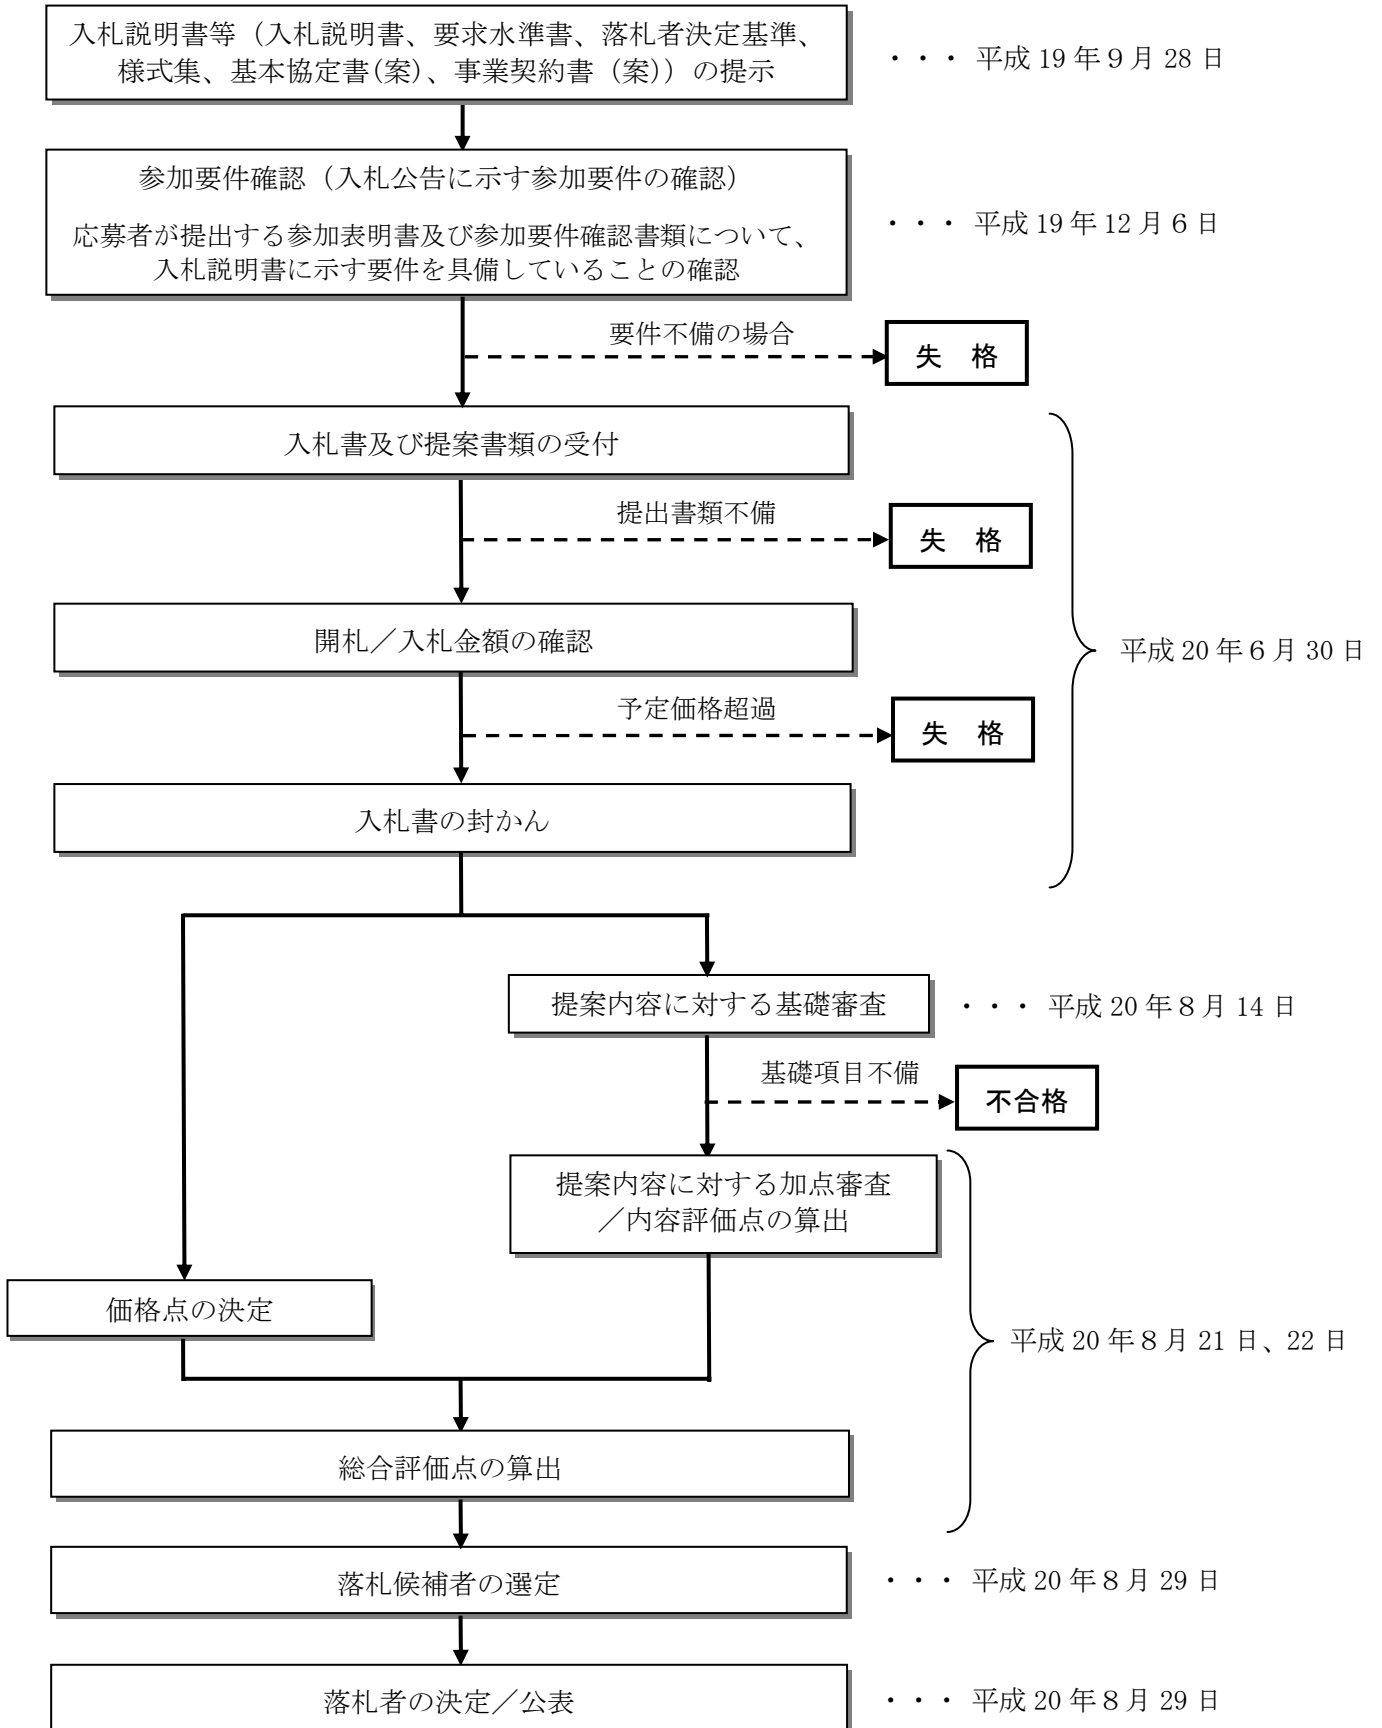 入札説明書等（入札説明書、要求水準書、落札者決定基準、
様式集、基本協定書(案)、事業契約書（案））の提示
・・・ 平成 19 年９月 28 日
参加要件確認（入札公告に示す参加要件の確認）
応募者が提出する参加表明書及び参加要件確認書類について、
入札説明書に示す要件を具備していることの確認
・・・ 平成 19 年 12 月６日
要件不備の場合
失　格
入札書及び提案書類の受付
提出書類不備
失　格
開札／入札金額の確認
平成 20 年６月 30 日
予定価格超過
失　格
入札書の封かん
提案内容に対する基礎審査
・・・ 平成 20 年８月 14 日
基礎項目不備
不合格
提案内容に対する加点審査
／内容評価点の算出
価格点の決定
平成 20 年８月 21 日、22 日
総合評価点の算出
落札候補者の選定
・・・ 平成 20 年８月 29 日
落札者の決定／公表
・・・ 平成 20 年８月 29 日